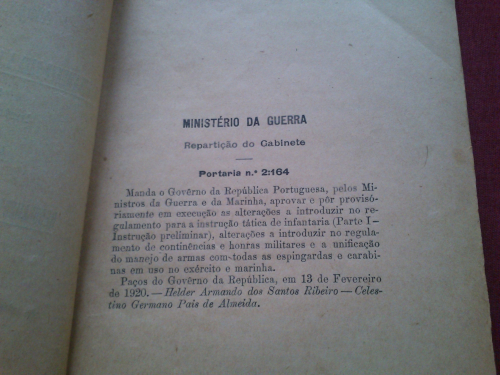 MINISTÉRIO DA GUERRA
Repartição do Gabinete
Portaria n.º 2:164
Manda o Govêrno da República Portuguesa, pelos Mi-
nistros da Guerra e da Marinha, aprovar e pôr provisó-
riamente em execução as alterações a introduzir no re-
gulamento para a instrução tática de infantaria (Parte I—
Instrução preliminar), alterações a introduzir no regula-
mento de continências e honras militares e a unificação
do manejo de armas com todas as espingardas e carabi-
nas em uso no exército e marinha.
Paços do Govêrno da República, em 13 de Fevereiro
de 1920.—Helder Armando dos Santos Ribeiro—Celes-
tino Germano Pais de Almeida.